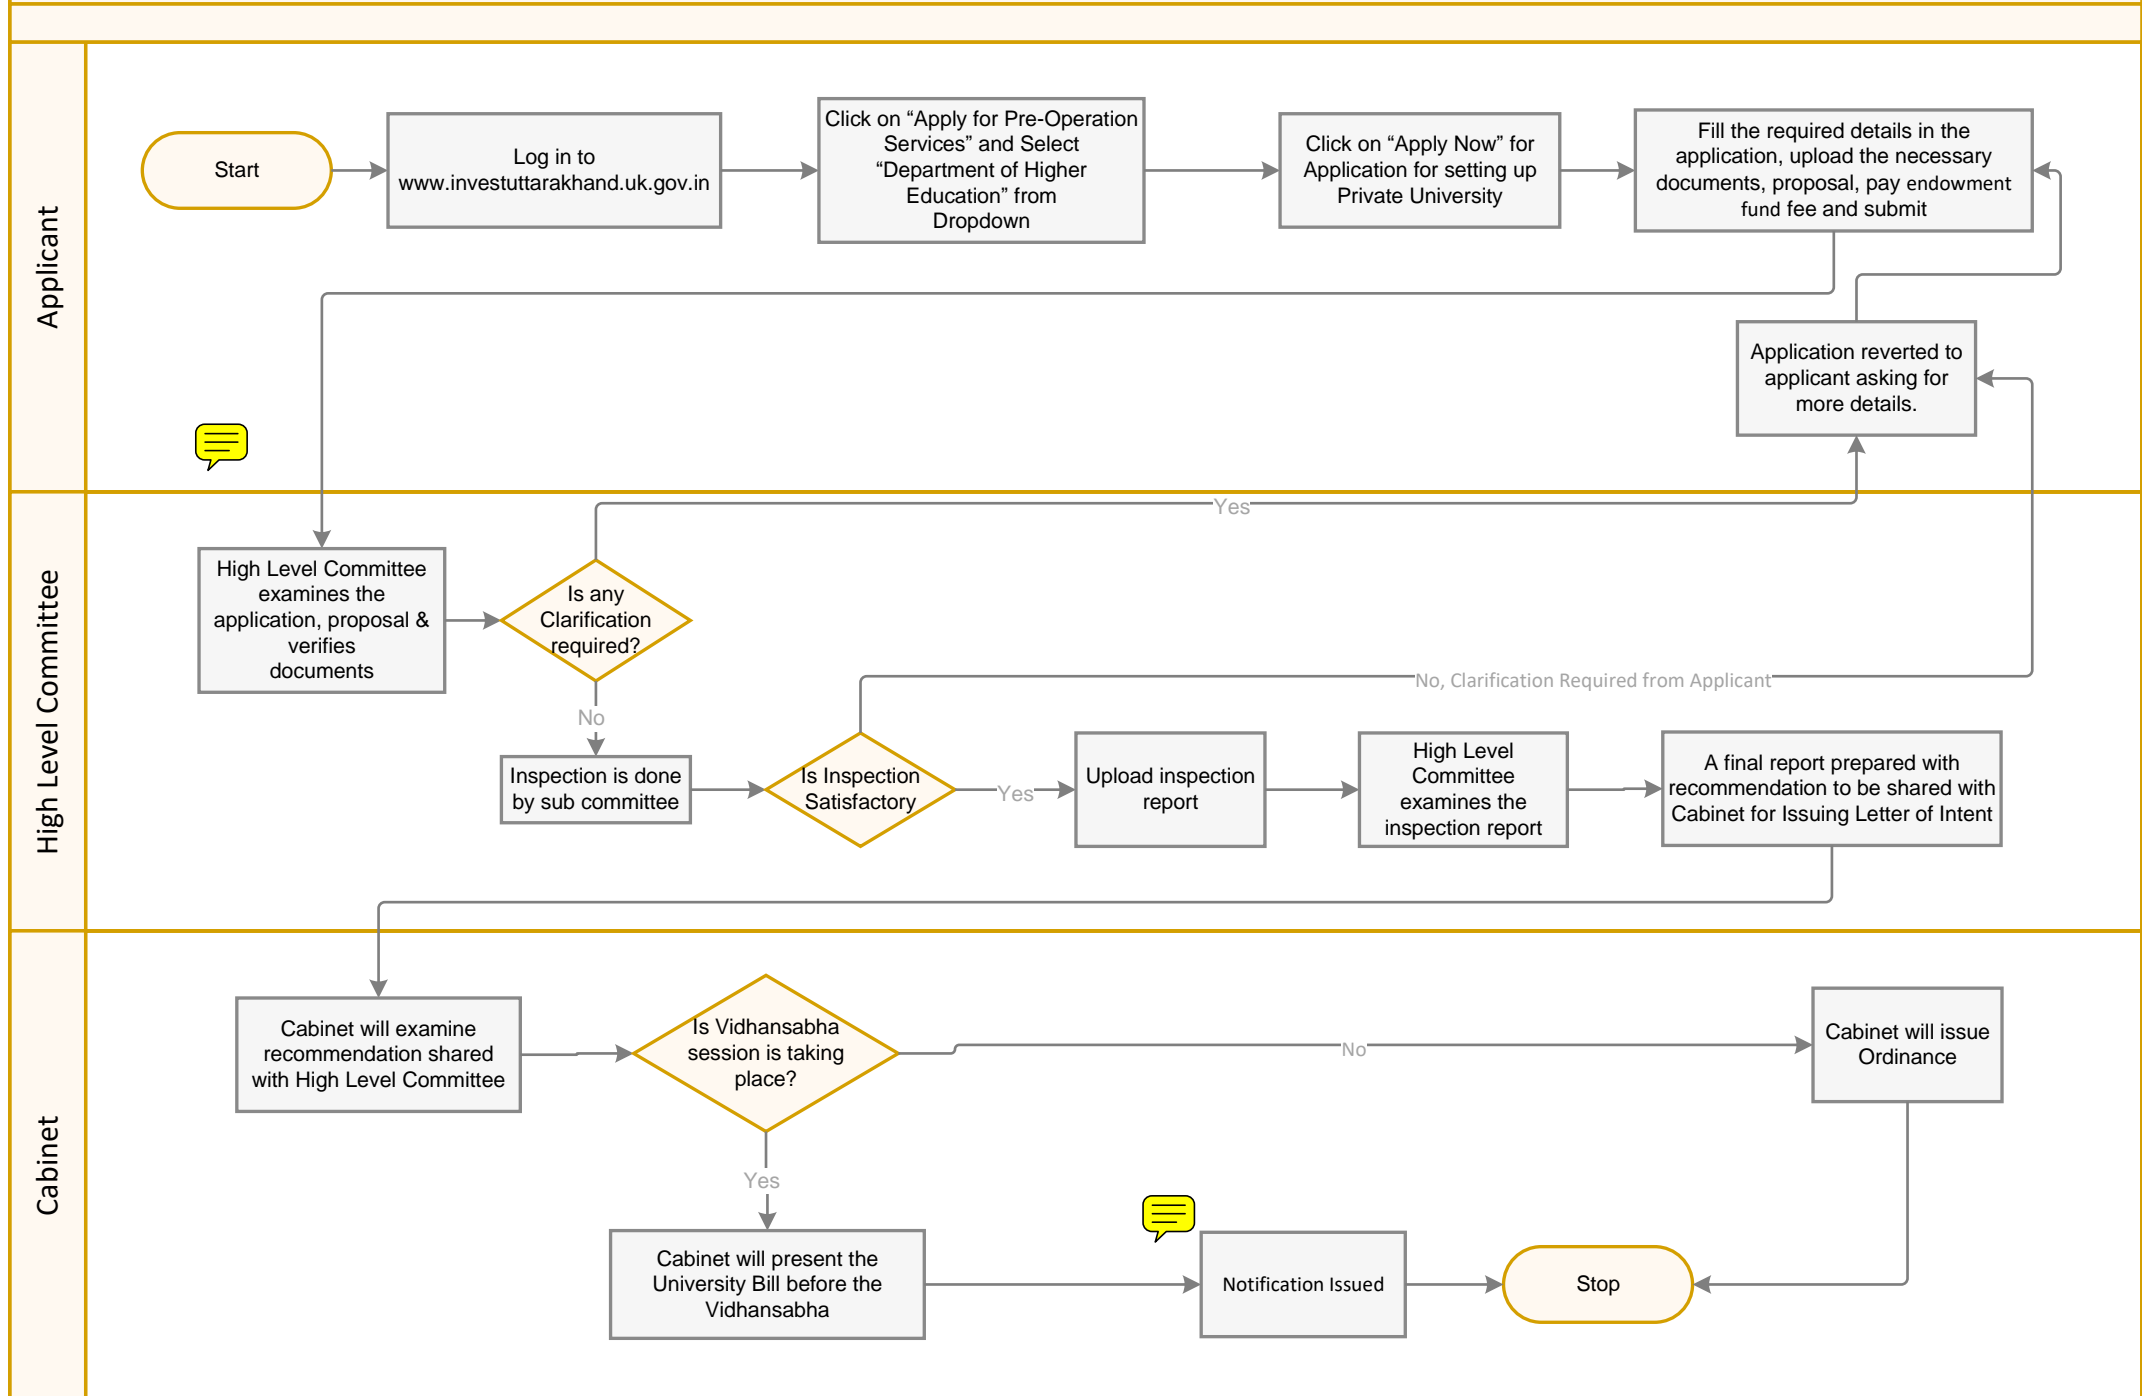 Applicant
Start
Log in to
www.investuttarakhand.uk.gov.in
Click on “Apply for Pre-Operation
Services” and Select
“Department of Higher
Education” from
Dropdown
Click on “Apply Now” for
Application for setting up
Private University
Fill the required details in the
application, upload the necessary
documents, proposal, pay endowment
fund fee and submit
Application reverted to
applicant asking for
more details.
High Level Committee
Yes
High Level Committee
examines the
application, proposal &
verifies
documents
Is any
Clarification
required?
No, Clarification Required from Applicant
No
Inspection is done
by sub committee
Is Inspection
Satisfactory
Yes
Upload inspection
report
High Level
Committee
examines the
inspection report
A final report prepared with
recommendation to be shared with
Cabinet for Issuing Letter of Intent
Cabinet
Cabinet will examine
recommendation shared
with High Level Committee
Is Vidhansabha
session is taking
place?
No
Cabinet will issue
Ordinance
Yes
Cabinet will present the
University Bill before the
Vidhansabha
Notification Issued
Stop